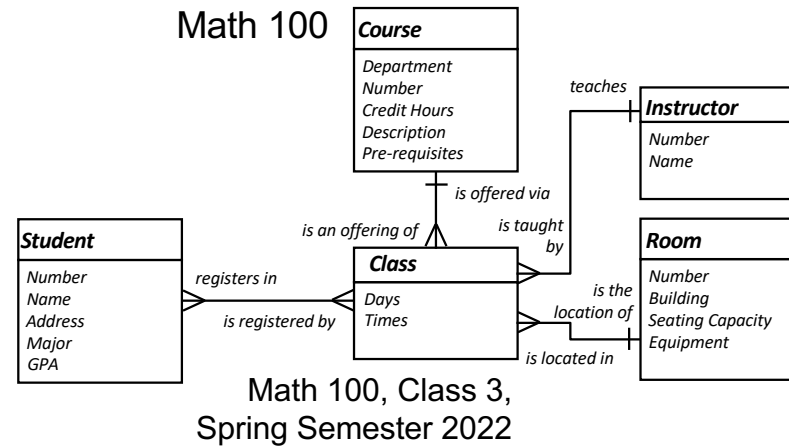 Math 100
Course
Department
Number
Credit Hours
Description
Pre-requisites
teaches
Instructor
Number
Name
is offered via
is an offering of
is taught
by
Student
Number
Name
Address
Major
GPA
registers in
is registered by
Class
Days
Times
Room
Number
Building
Seating Capacity
Equipment
is the
location of
is located in
Math 100, Class 3,
Spring Semester 2022